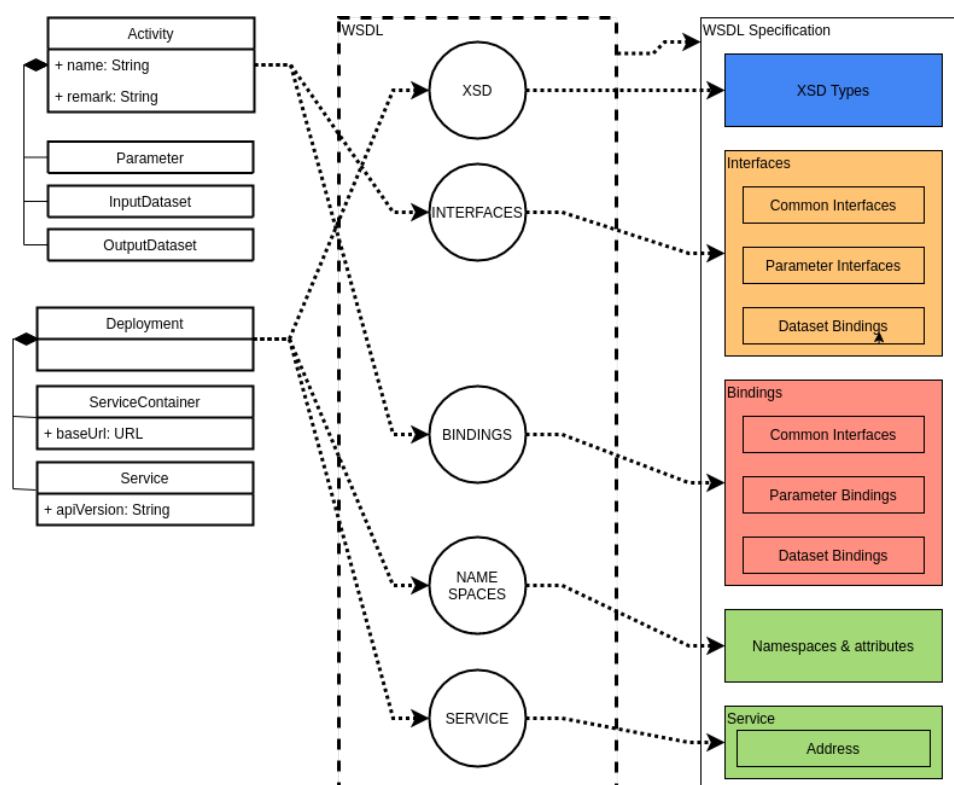 Activity
+ name: String
+ remark: String
Parameter
InputDataset
OutputDataset
Deployment
ServiceContainer
+ baseUrl: URL
Service
+ apiVersion: String
WSDL
XSD
INTERFACES
BINDINGS
NAME
SPACES
SERVICE
WSDL Specification
XSD Types
Interfaces
Common Interfaces
Parameter Interfaces
Dataset Bindings
Bindings
Common Interfaces
Parameter Bindings
Dataset Bindings
Namespaces & attributes
Service
Address